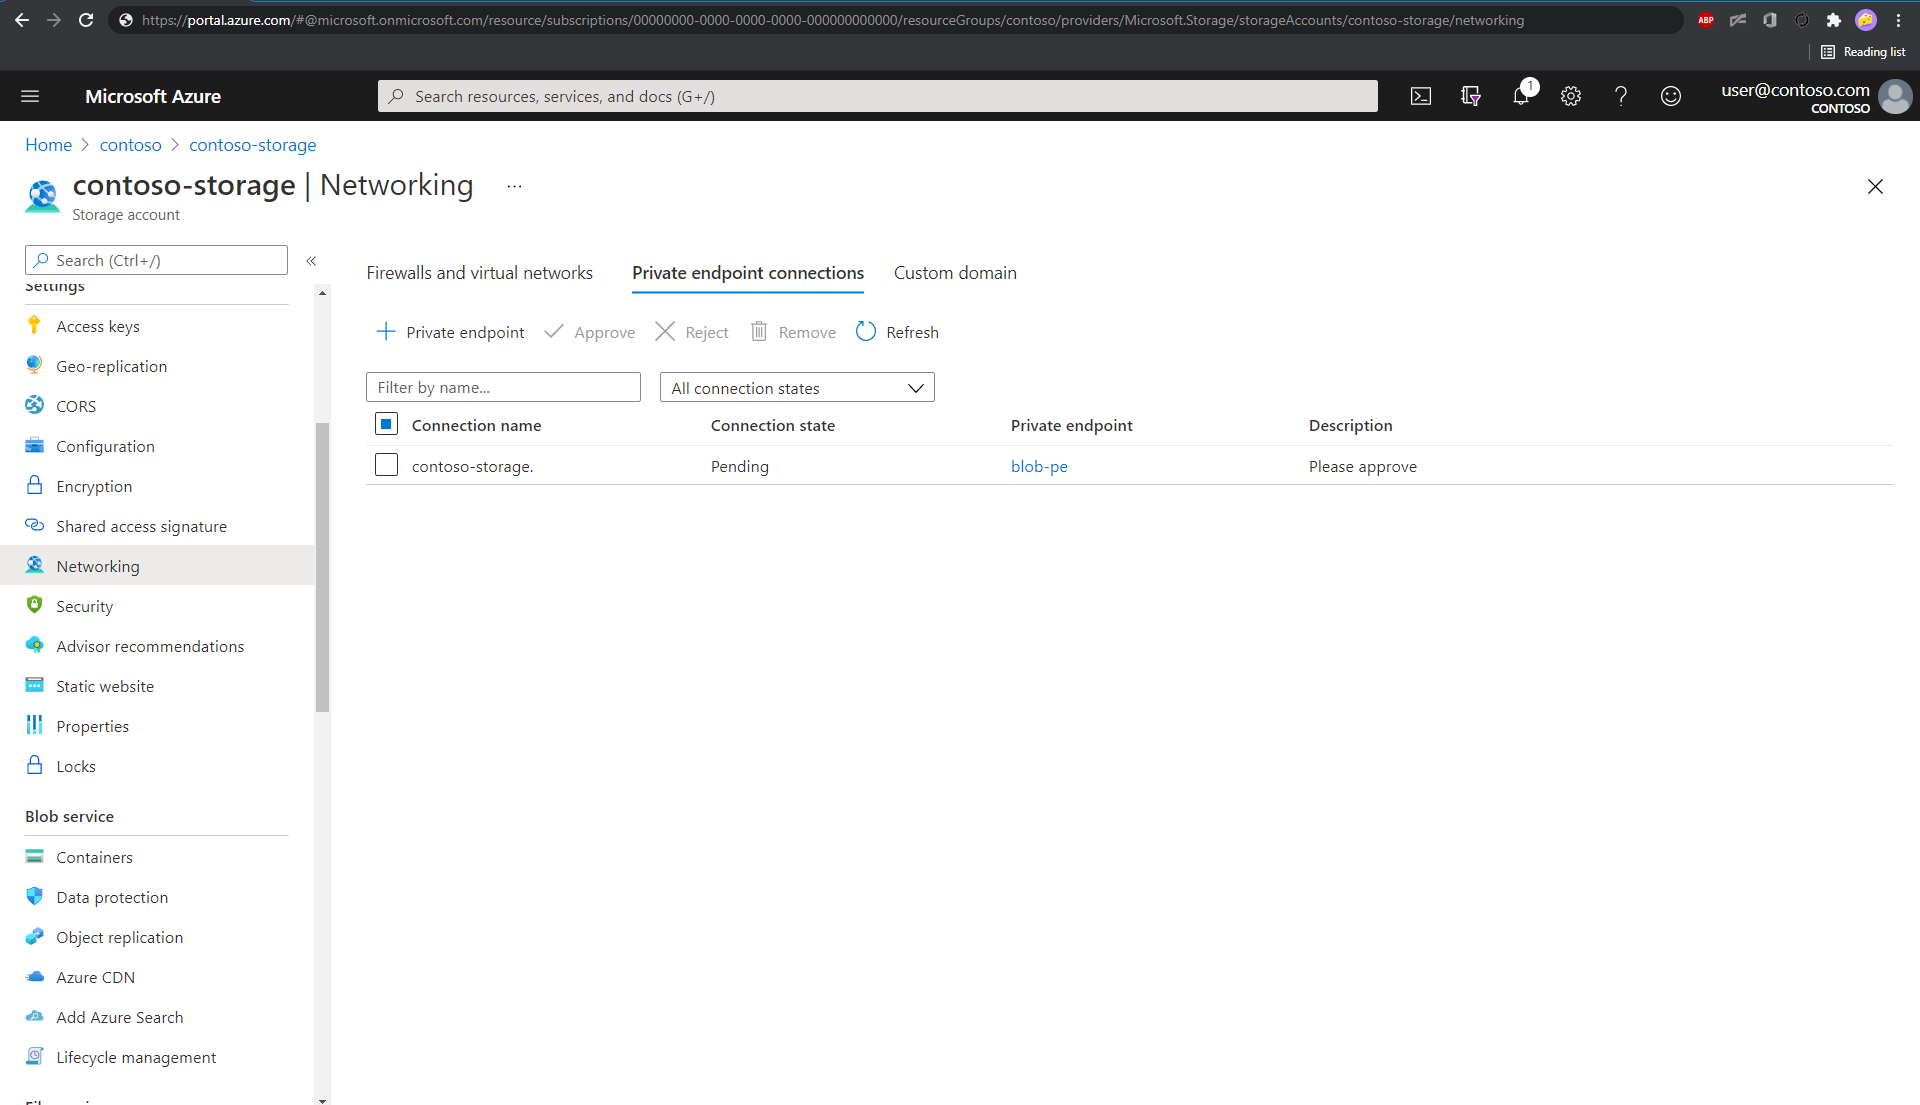 https://portal.azure.com/#@microsoft.onmicrosoft.com/resource/subscriptions/00000000-0000-0000-0000-000000000000/resourceGroups/contoso/providers/Microsoft.Storage/storageAccounts/contoso-storage/networking
ABP
Reading list
Microsoft Azure
Search resources, services, and docs (G+/)
1
user@contoso.com
CONTOSO
Home > contoso > contoso-storage
contoso-storage | Networking ...
Storage account
Search (Ctrl+/)
«
Settings
Access keys
Geo-replication
CORS
Configuration
Encryption
Shared access signature
Networking
Security
Advisor recommendations
Static website
Properties
Locks
Blob service
Containers
Data protection
Object replication
Azure CDN
Add Azure Search
Lifecycle management
Firewalls and virtual networks Private endpoint connections Custom domain
Private endpoint Approve Reject Remove Refresh
Filter by name... All connection states
Connection name Connection state Private endpoint Description
contoso-storage. Pending blob-pe Please approve